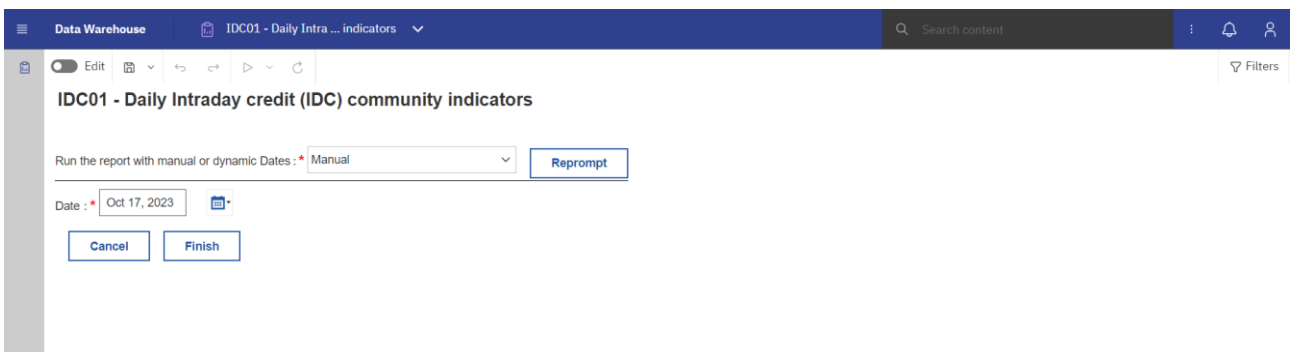 Data Warehouse IDC01 - Daily Intra ... indicators Search content
Edit Filters
IDC01 - Daily Intraday credit (IDC) community indicators
Run the report with manual or dynamic Dates : * Manual Reprompt
Date : * Oct 17, 2023
Cancel Finish